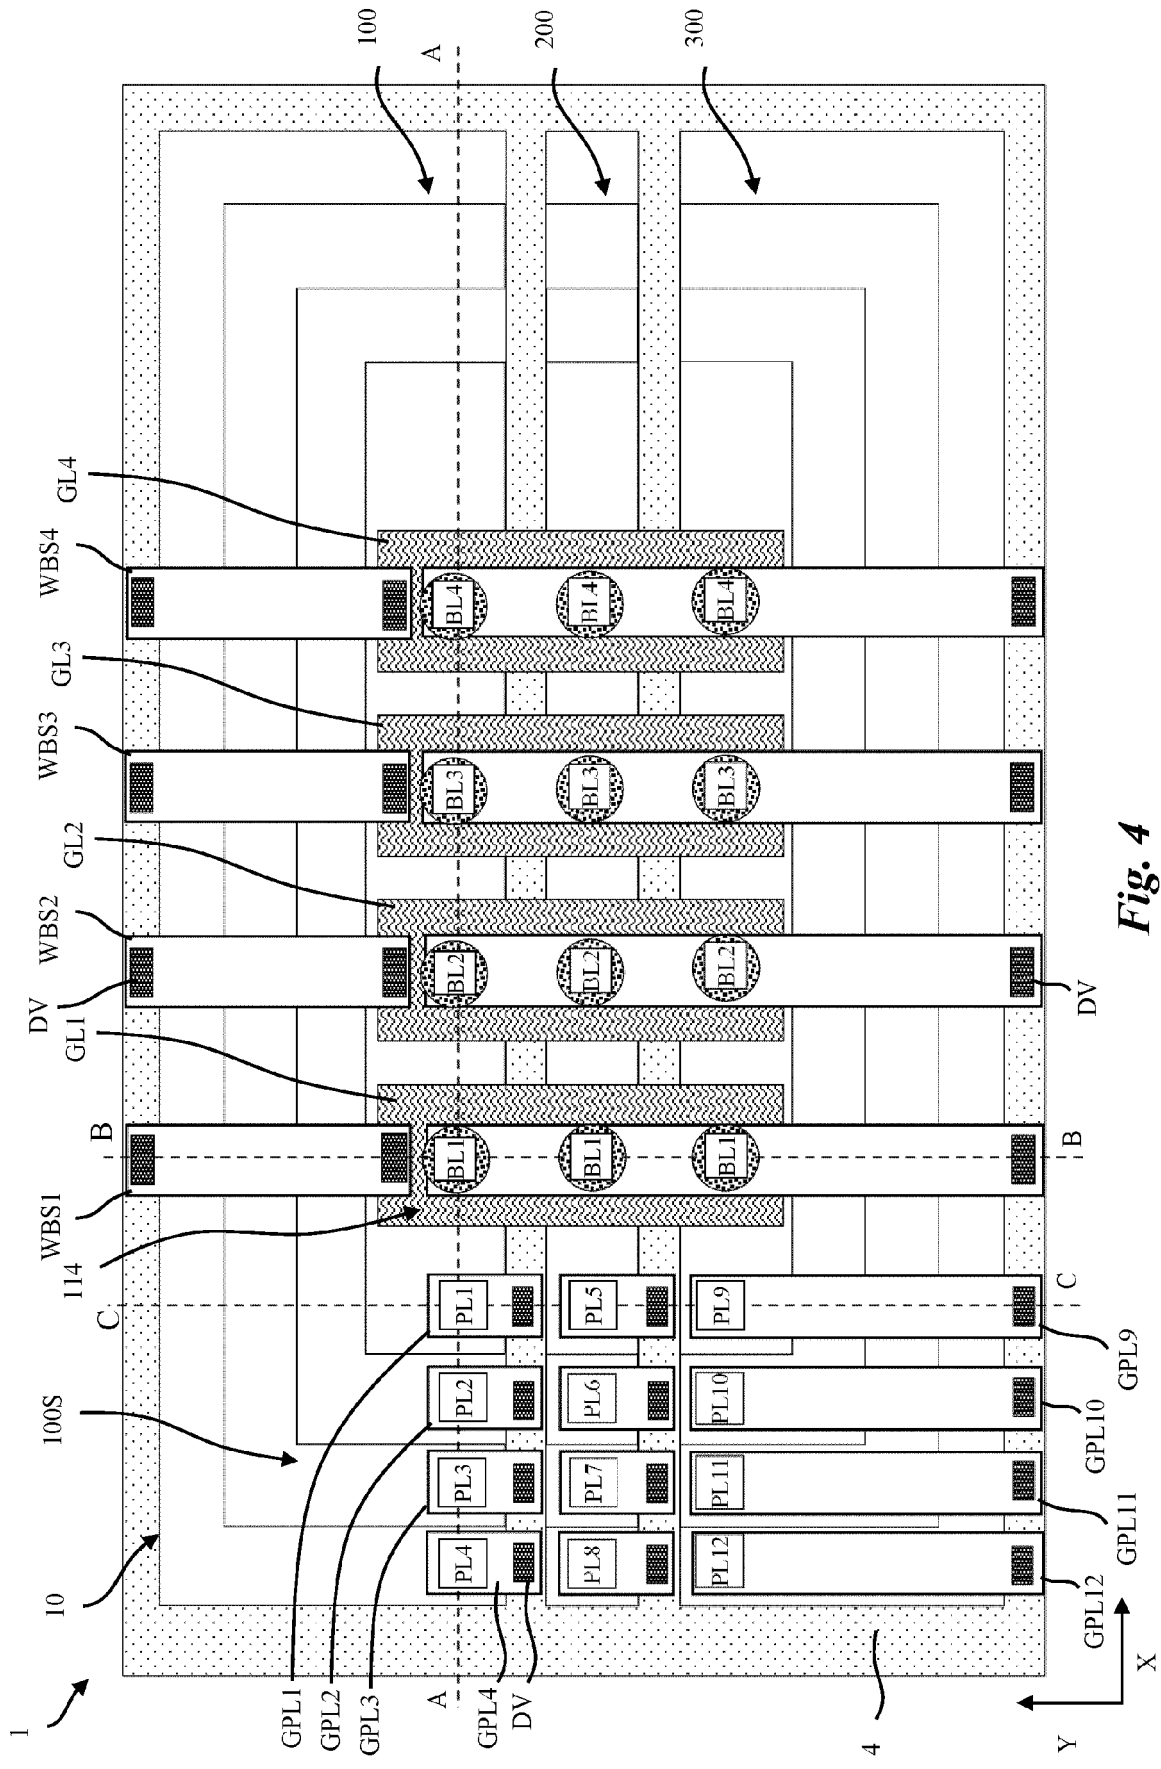 1
10
100S
WBS1
DV
WBS2
WBS3
GL3
WBS4
GL4
114
GL1
GL2
C
B
GPL1
GPL2
GPL3
100
A
A
PL4
PL3
PL2
PL1
BL1
BL2
BL3
BL4
GPL4
DV
200
PL8
PL7
PL6
PL5
BL1
BL2
BL3
BL4
300
PL12
PL11
PL10
PL9
BL1
BL2
BL3
BL4
4
Y
C
B
DV
GPL12
GPL11
GPL10
GPL9
X
Fig. 4